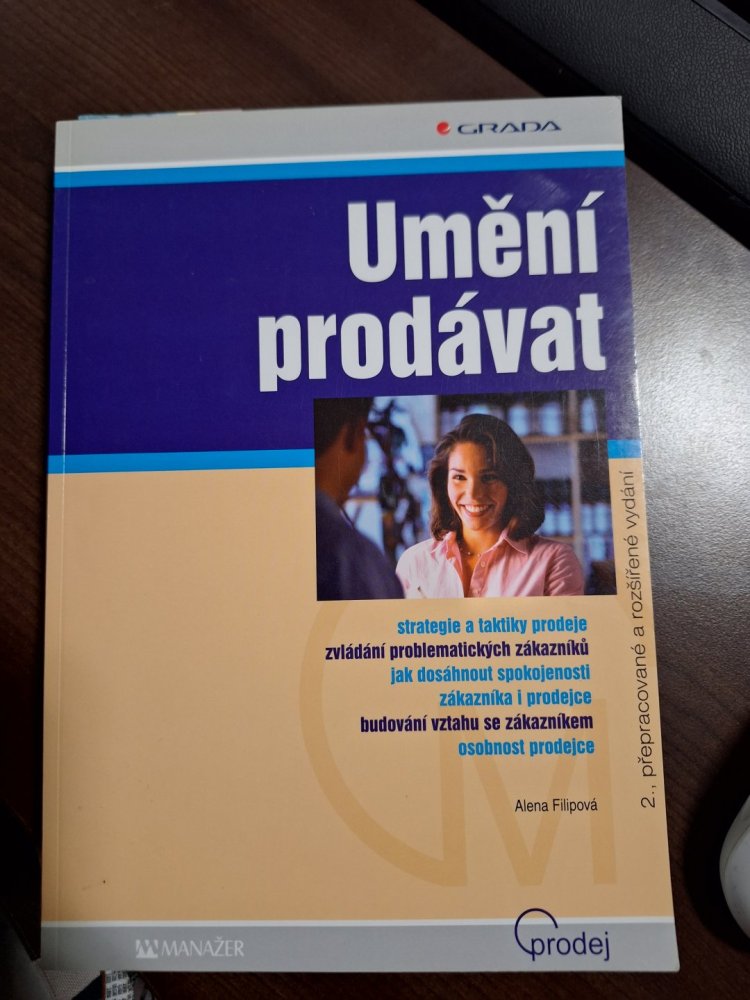 GRADA
Umění
prodávat
strategie a taktiky prodeje
zvládání problematických zákazníků
jak dosáhnout spokojenosti
zákazníka i prodejce
budování vztahu se zákazníkem
osobnost prodejce
Alena Filipová
2., přepracované a rozšířené vydání
MANAŽER
prodej